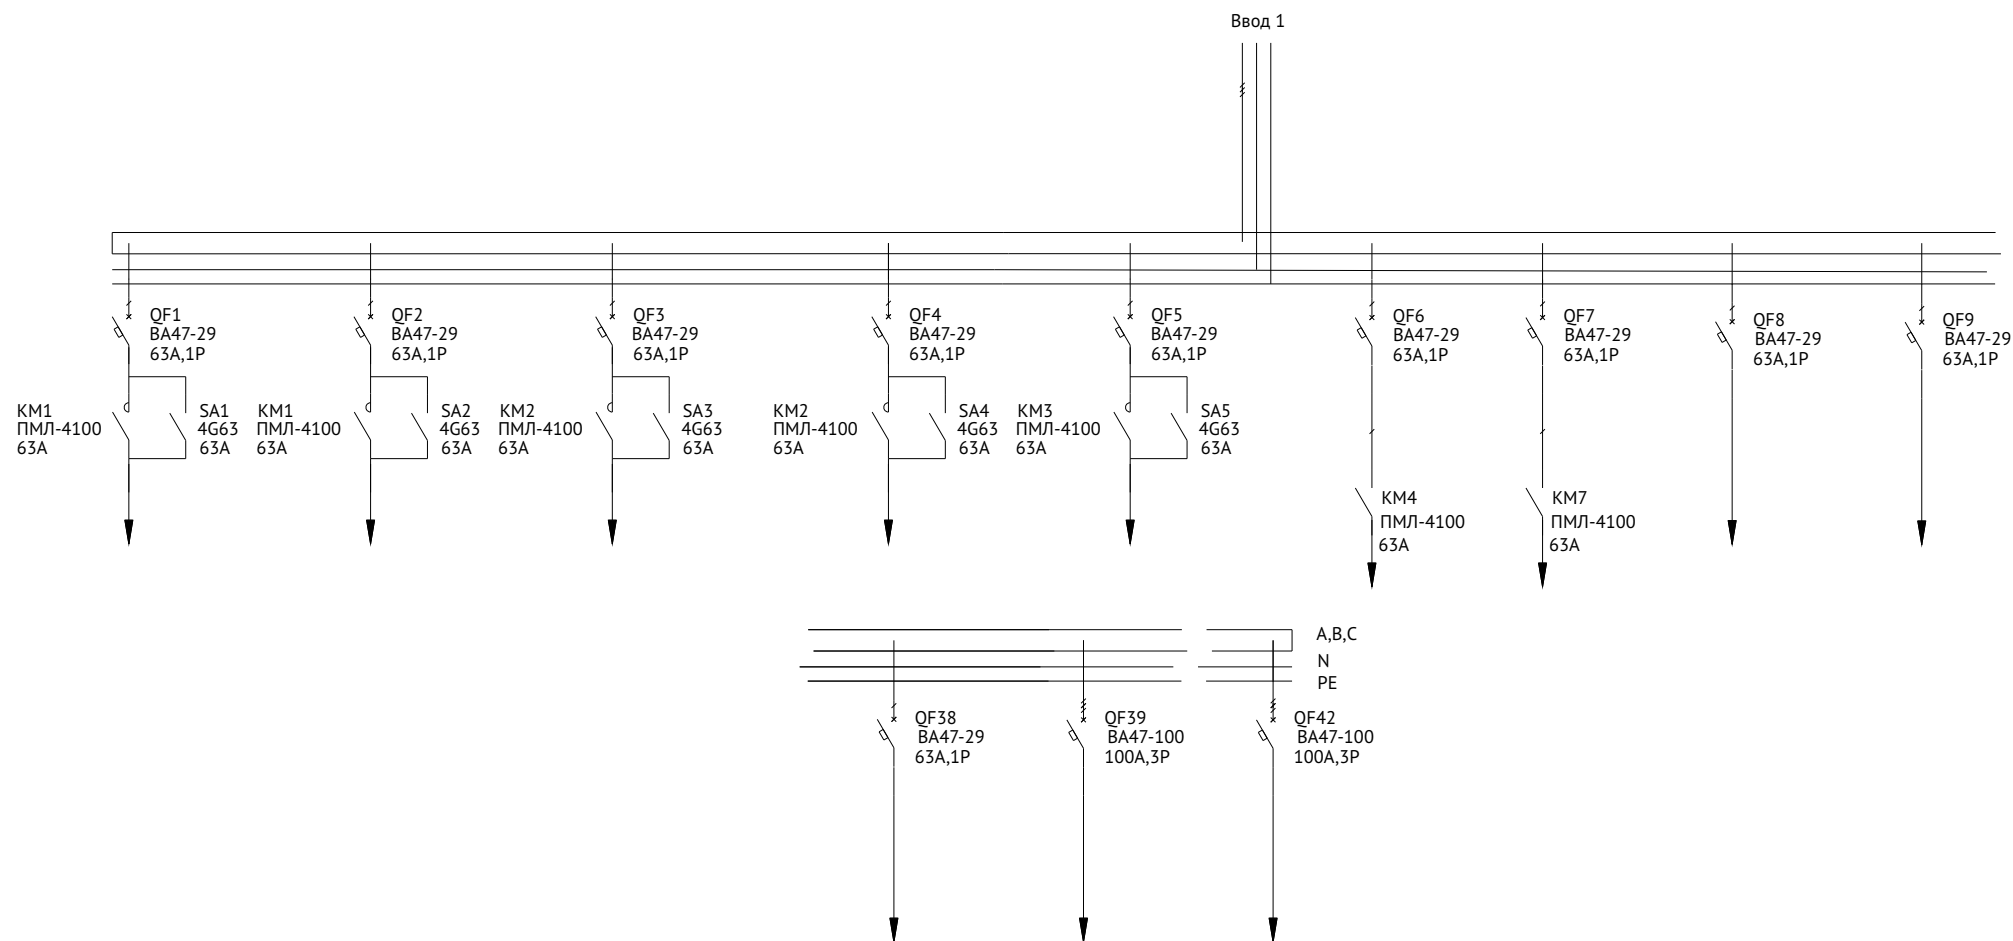 Ввод 1
QF1
ВА47-29
63А,1Р
QF2
ВА47-29
63А,1Р
QF3
ВА47-29
63А,1Р
QF4
ВА47-29
63А,1Р
QF5
ВА47-29
63А,1Р
QF6
ВА47-29
63А,1Р
QF7
ВА47-29
63А,1Р
QF8
ВА47-29
63А,1Р
QF9
ВА47-29
63А,1Р
КМ1
ПМЛ-4100
63А
SA1
4G63
63А
КМ1
ПМЛ-4100
63А
SA2
4G63
63А
КМ2
ПМЛ-4100
63А
SA3
4G63
63А
КМ2
ПМЛ-4100
63А
SA4
4G63
63А
КМ3
ПМЛ-4100
63А
SA5
4G63
63А
КМ4
ПМЛ-4100
63А
КМ7
ПМЛ-4100
63А
A,B,C
N
PE
QF38
ВА47-29
63А,1Р
QF39
ВА47-100
100А,3Р
QF42
ВА47-100
100А,3Р